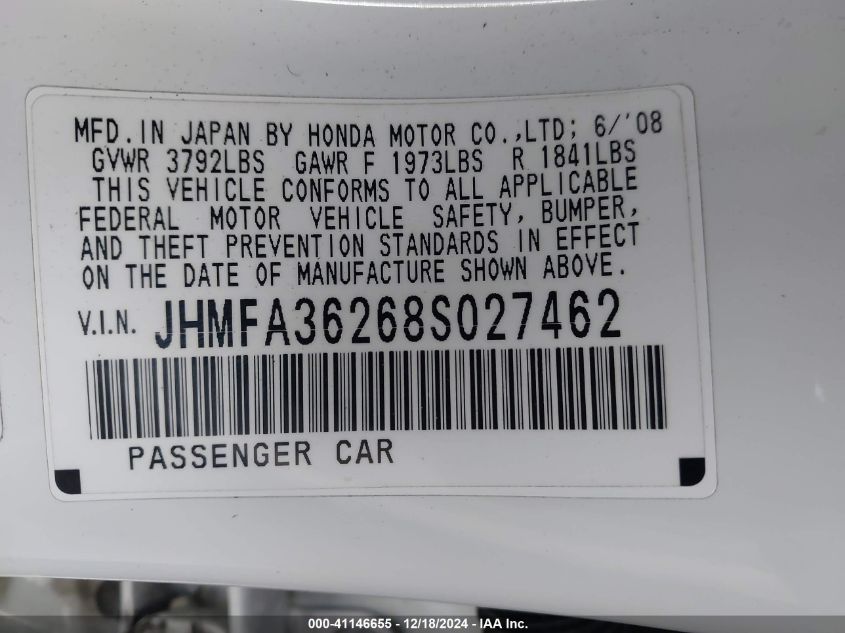 MFD. IN JAPAN BY HONDA MOTOR CO.,LTD; 6/'08
GVWR 3792LBS GAWR F 1973LBS R 1841LBS
THIS VEHICLE CONFORMS TO ALL APPLICABLE
FEDERAL MOTOR VEHICLE SAFETY, BUMPER,
AND THEFT PREVENTION STANDARDS IN EFFECT
ON THE DATE OF MANUFACTURE SHOWN ABOVE.
V.I.N. JHMFA36268S027462
PASSENGER CAR
000-41146655 - 12/18/2024 - IAA Inc.